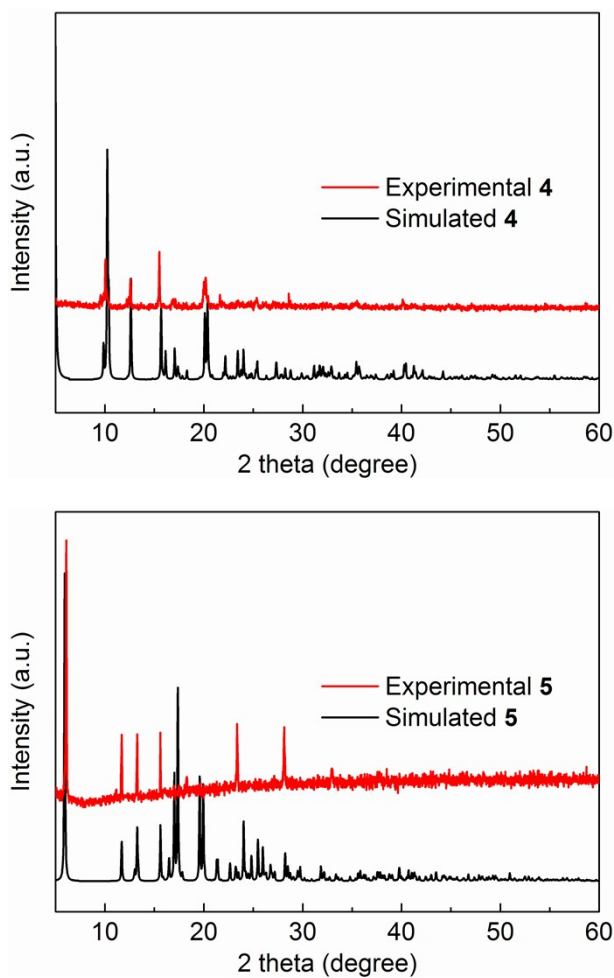 Intensity (a.u.)
Experimental 4
Simulated 4
10 20 30 40 50 60
2 theta (degree)
Intensity (a.u.)
Experimental 5
Simulated 5
10 20 30 40 50 60
2 theta (degree)